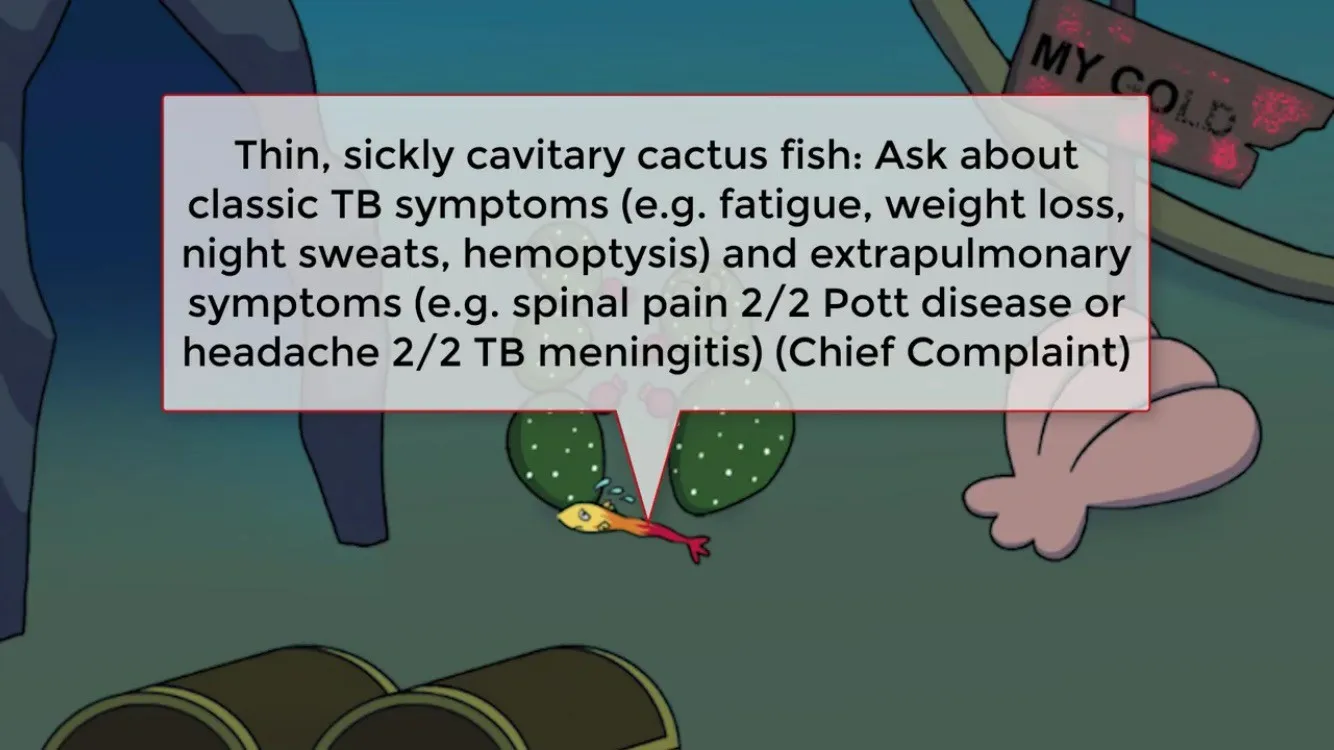 MY GOLD
Thin, sickly cavitary cactus fish: Ask about
classic TB symptoms (e.g. fatigue, weight loss,
night sweats, hemoptysis) and extrapulmonary
symptoms (e.g. spinal pain 2/2 Pott disease or
headache 2/2 TB meningitis) (Chief Complaint)